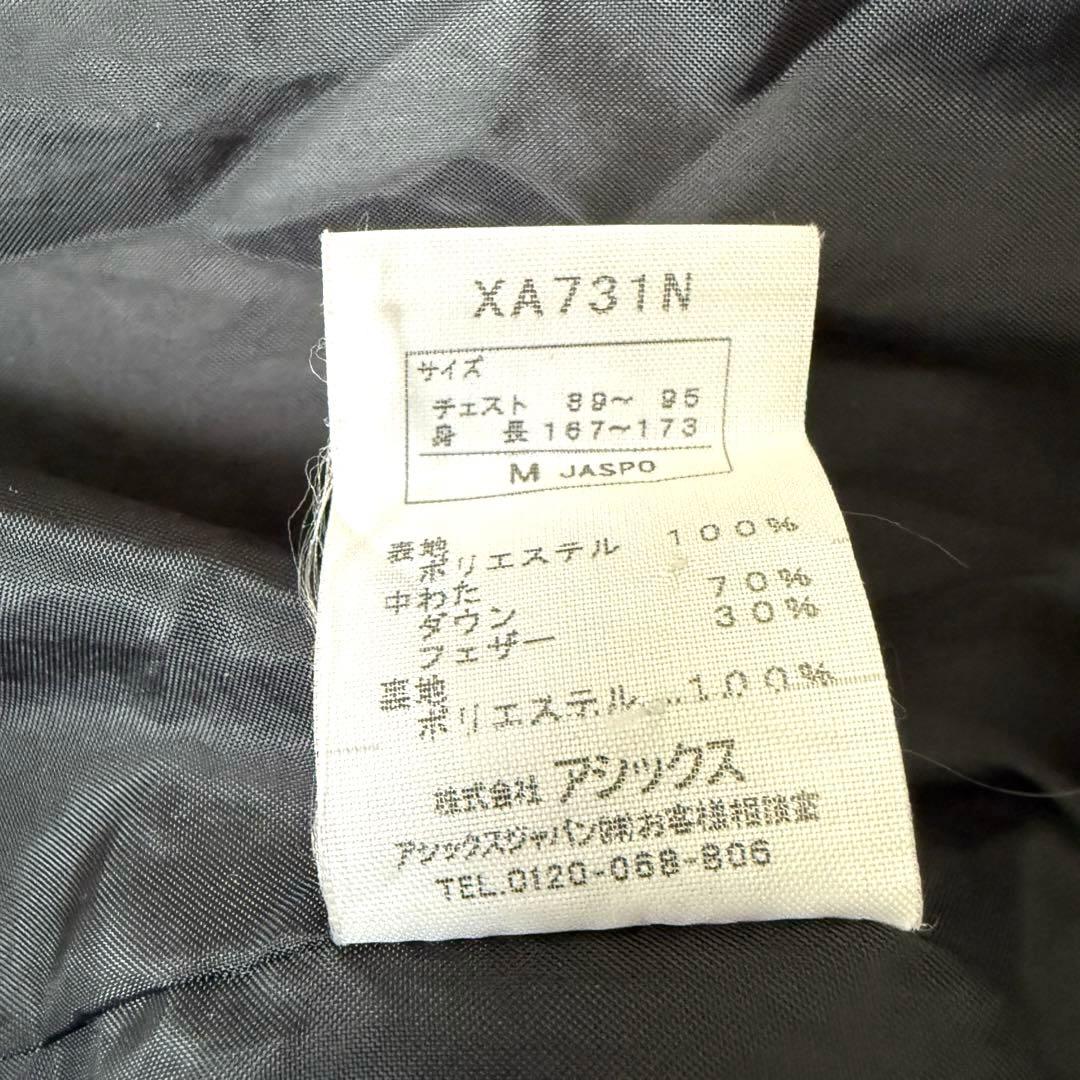 XA731N
サイズ
チェスト 89～ 95
身 長 167～173
M JASPO
表地
ポリエステル 100%
中わた
ダウン 70%
フェザー 30%
裏地
ポリエステル 100%
株式会社 アシックス
アシックスジャパン(株)お客様相談室
TEL.0120-068-806